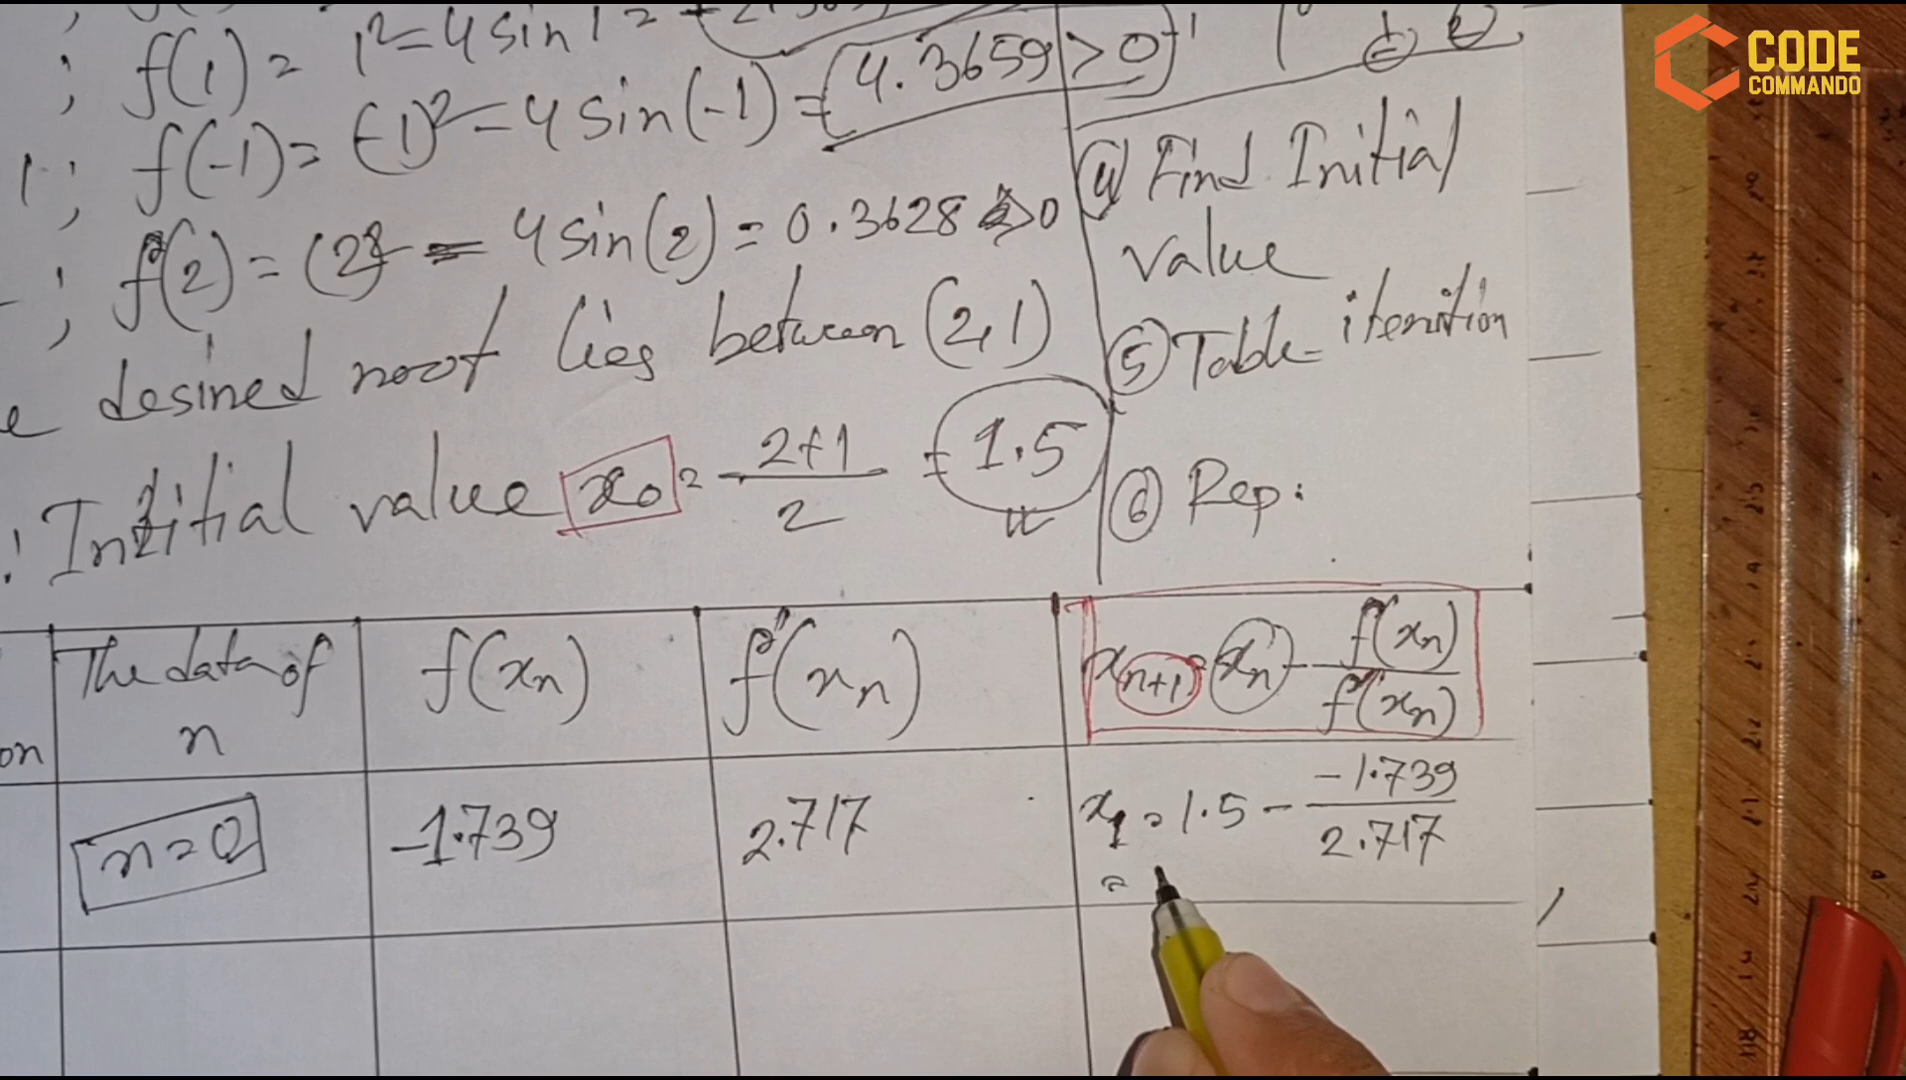 ; f(1) = 1² - 4 sin 1 =
; f(-1) = (-1)² - 4 sin(-1) = 4.3659 > 0
; f(2) = (2)² - 4 sin(2) = 0.3628 > 0
e desired root lies between (2,1)
∴ Initial value x₀ = 2+1 / 2 = 1.5
④ Find Initial
value
⑤ Table iteration
⑥ Rep:
on
The data of
n
f(xₙ)
f'(xₙ)
xₙ₊₁ = xₙ - f(xₙ) / f'(xₙ)
n=0
-1.739
2.717
x₁ = 1.5 - -1.739 / 2.717
=
CODE
COMMANDO